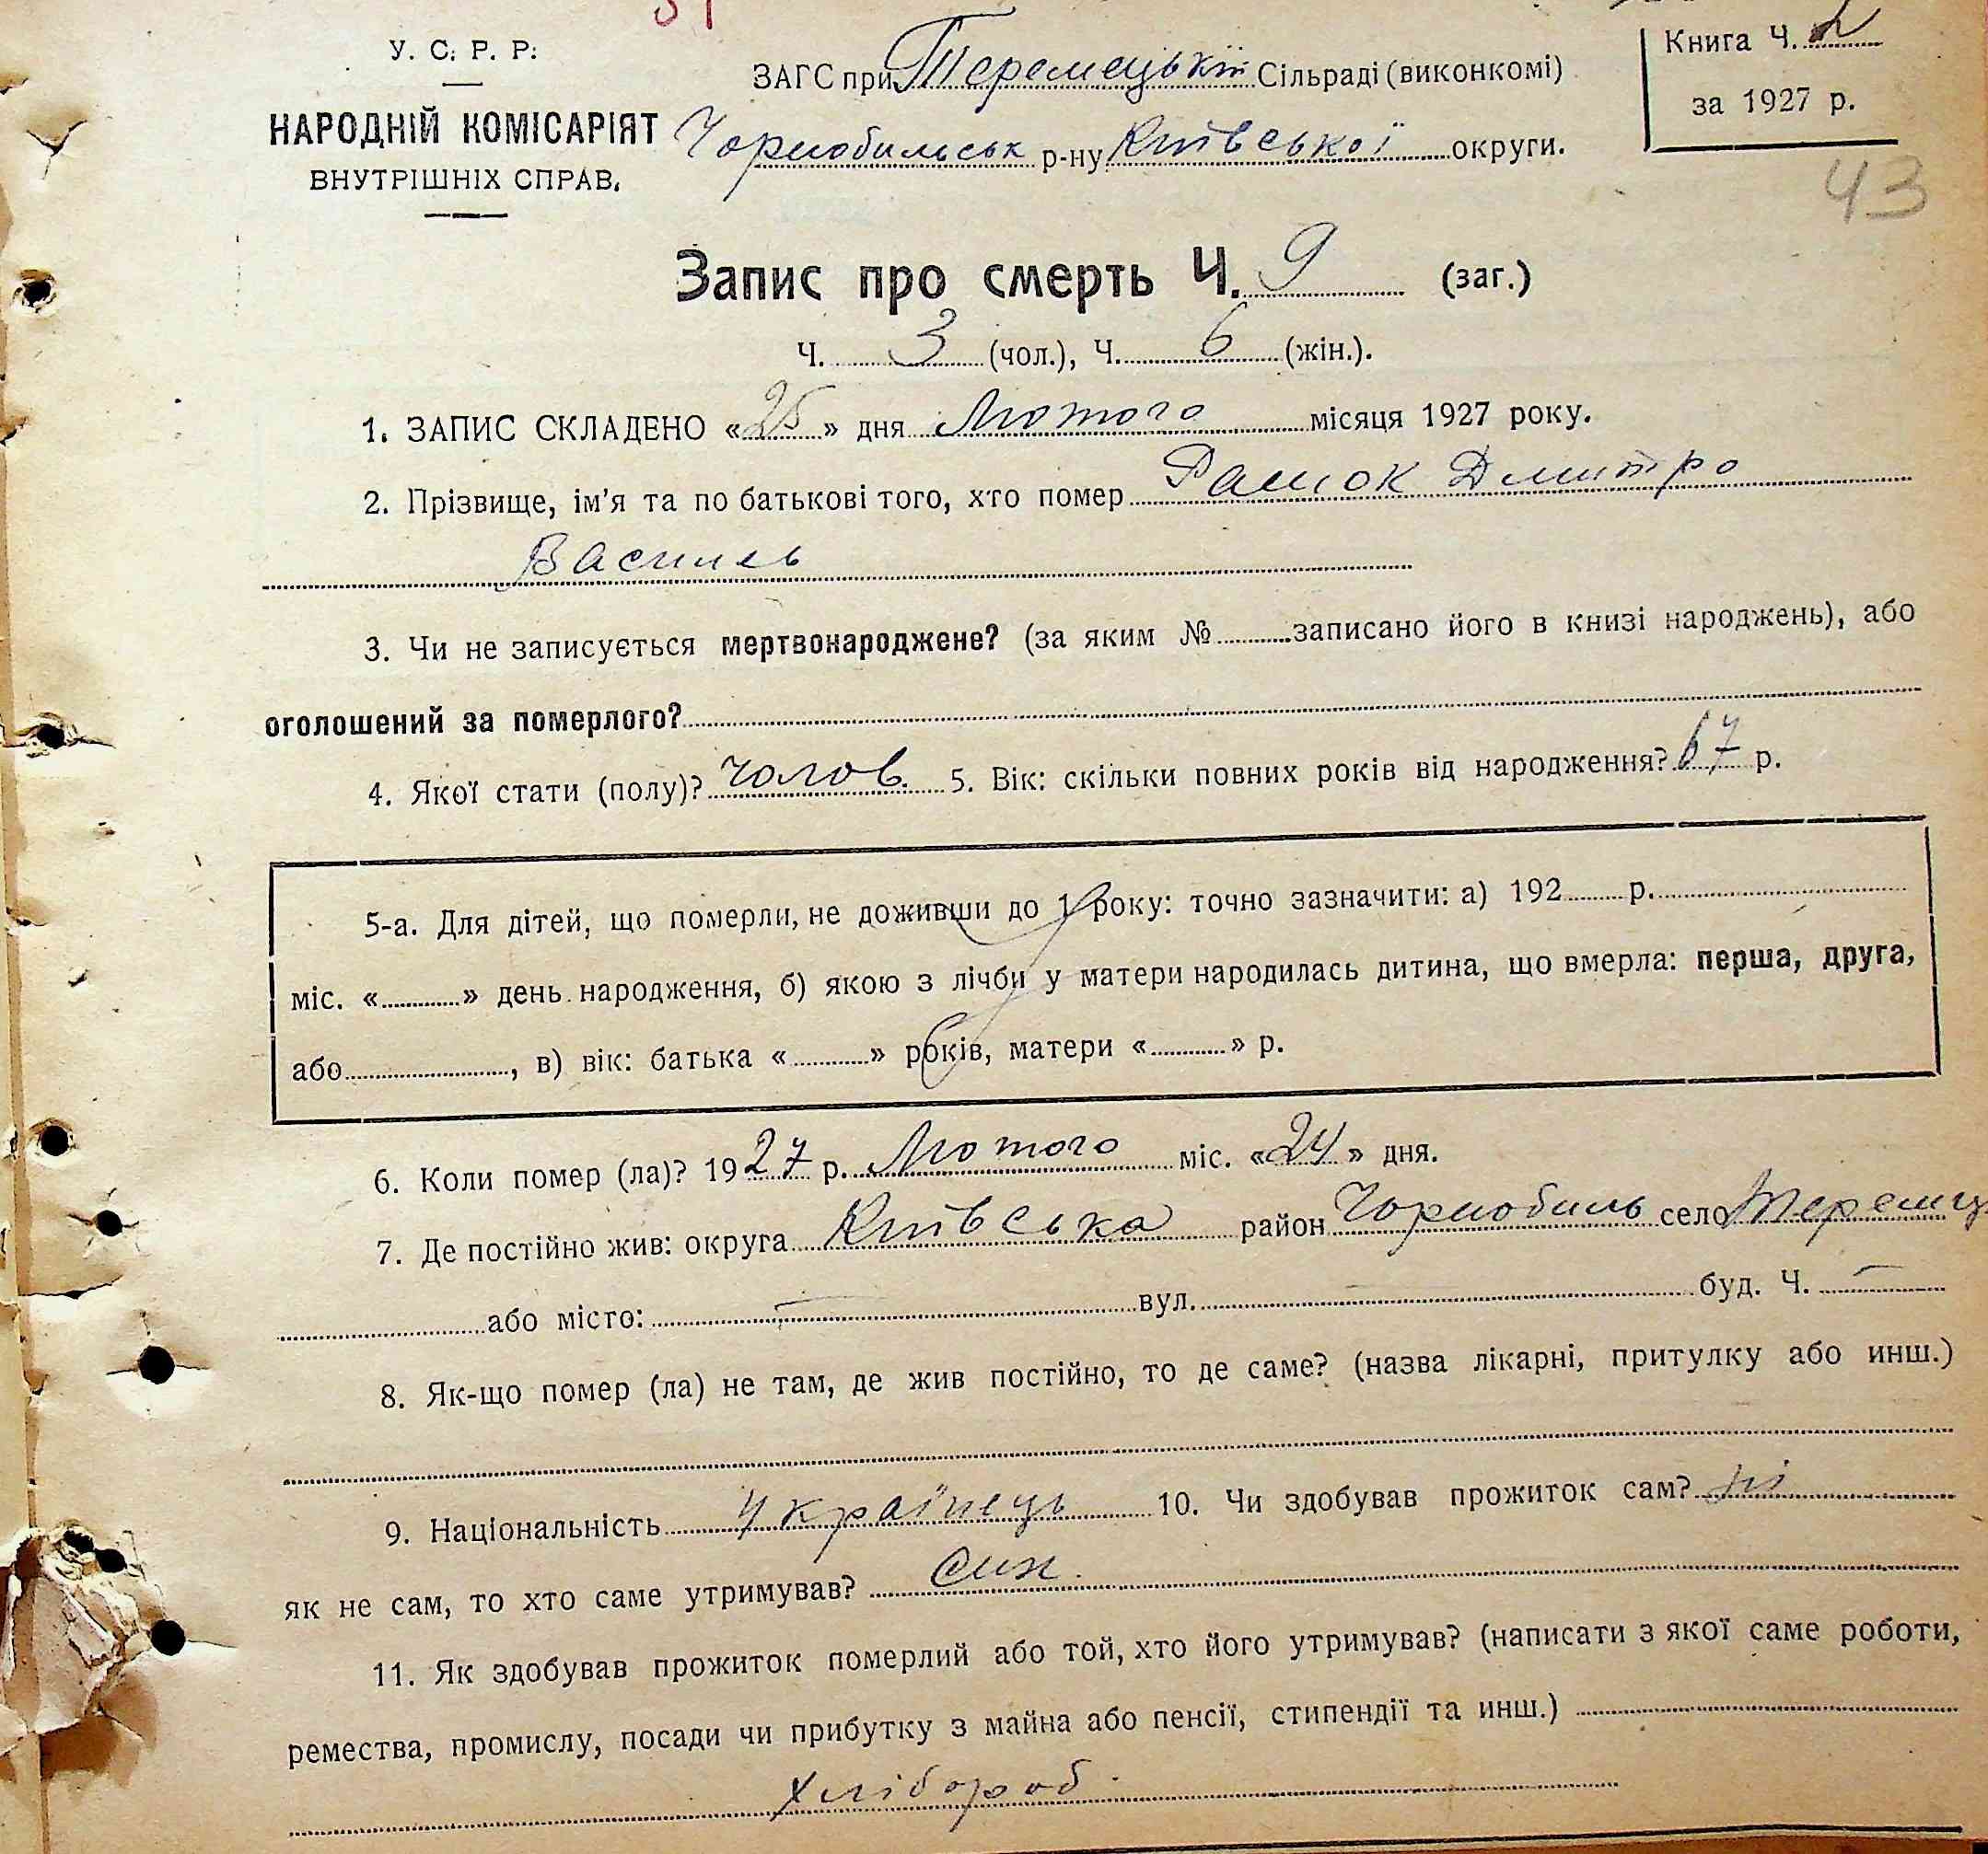 У. С. Р. Р.
НАРОДНІЙ КОМІСАРІЯТ
ВНУТРІШНІХ СПРАВ.
ЗАГС при Теремецькій Сільраді (виконкомі)
Чорнобильськ р-ну Київської округи.
Книга Ч. 2
за 1927 р.
43
Запис про смерть Ч. 9 (заг.)
Ч. 3 (чол.), Ч. 6 (жін.).
1. ЗАПИС СКЛАДЕНО «25» дня Лютого місяця 1927 року.
2. Прізвище, ім'я та по батькові того, хто помер Дмитро
Василь
3. Чи не записується мертвонароджене? (за яким № записано його в книзі народжень), або
оголошений за померлого?
4. Якої стати (полу)? Чолов. 5. Вік: скільки повних років від народження? 67 р.
5-а. Для дітей, що померли, не доживши до 1 року: точно зазначити: а) 192 р.
міс. « » день народження, б) якою з лічби у матери народилась дитина, що вмерла: перша, друга,
або , в) вік: батька « » років, матери « » р.
6. Коли помер (ла)? 1927 р. Лютого міс. «24» дня.
7. Де постійно жив: округа Київська район Чорнобиль село Теремц
або місто: — вул. — буд. Ч. —
8. Як-що помер (ла) не там, де жив постійно, то де саме? (назва лікарні, притулку або инш.)
9. Національність Українець 10. Чи здобував прожиток сам? ні
як не сам, то хто саме утримував? Син.
11. Як здобував прожиток померлий або той, хто його утримував? (написати з якої саме роботи,
ремества, промислу, посади чи прибутку з майна або пенсії, стипендії та инш.)
Хлібороб.